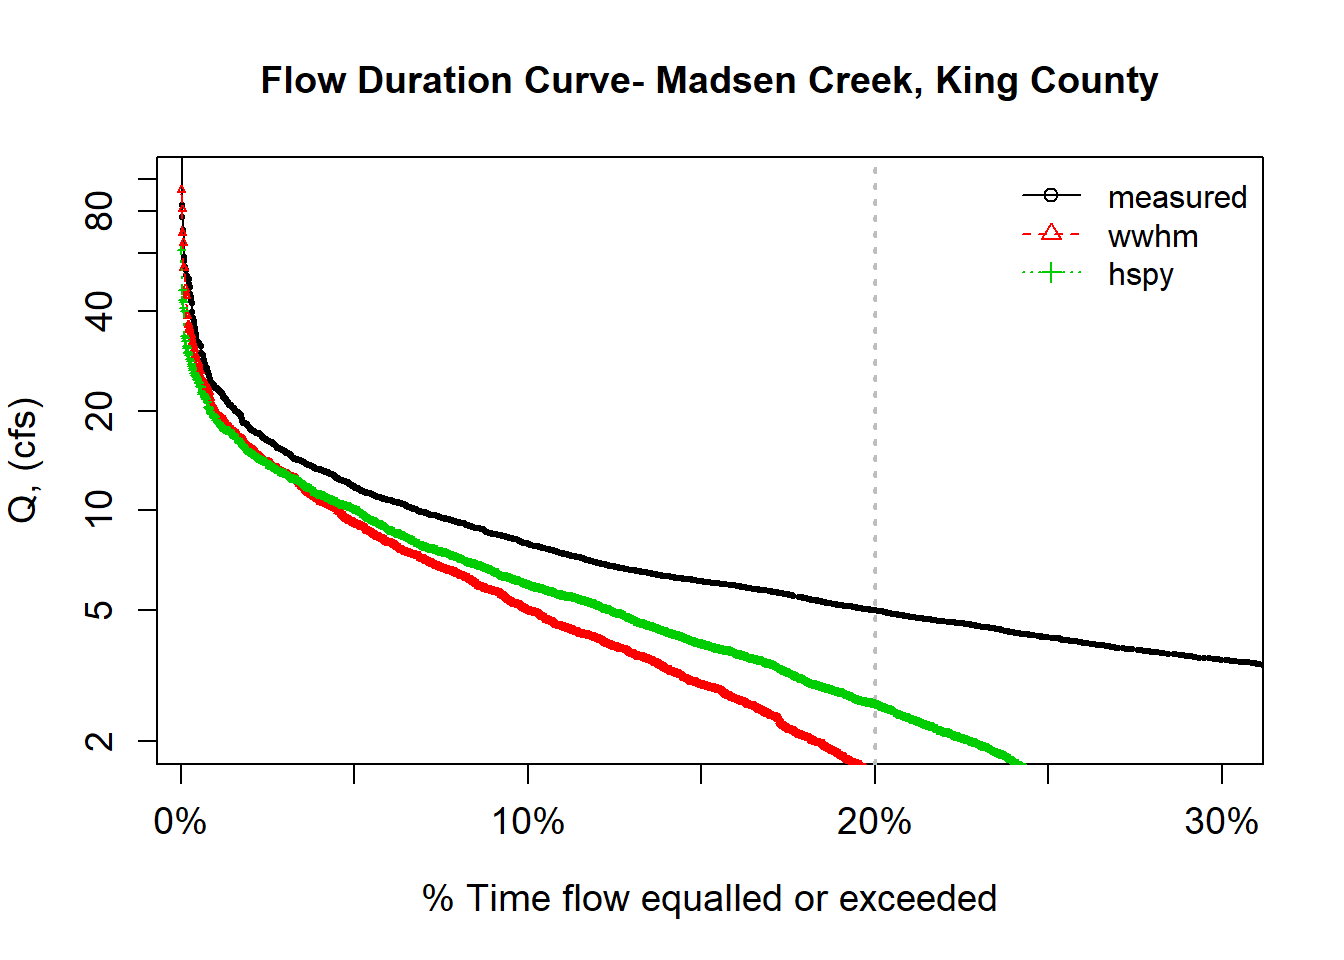 Flow Duration Curve- Madsen Creek, King County
measured
wwhm
hspy
Q, (cfs)
80
40
20
10
5
2
0% 10% 20% 30%
% Time flow equalled or exceeded